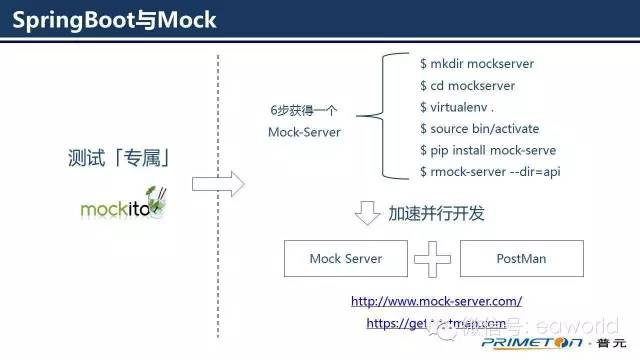 SpringBoot与Mock
测试「专属」
mockito
6步获得一个
Mock-Server
$ mkdir mockserver
$ cd mockserver
$ virtualenv .
$ source bin/activate
$ pip install mock-serve
$ rmock-server --dir=api
加速并行开发
Mock Server
PostMan
http://www.mock-server.com/
https://getpostman.com
微信号: eaworld
PRIMETON·普元